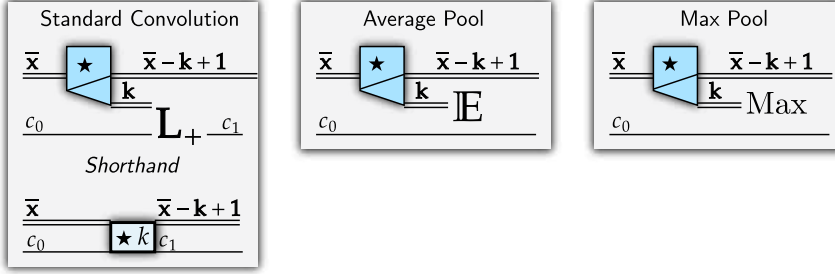 Standard Convolution
x̅ ★ x̅ − k + 1
k
c₀ L₊ c₁
Shorthand
x̅ x̅ − k + 1
c₀ ★ k c₁
Average Pool
x̅ ★ x̅ − k + 1
k 𝔼
c₀
Max Pool
x̅ ★ x̅ − k + 1
k Max
c₀